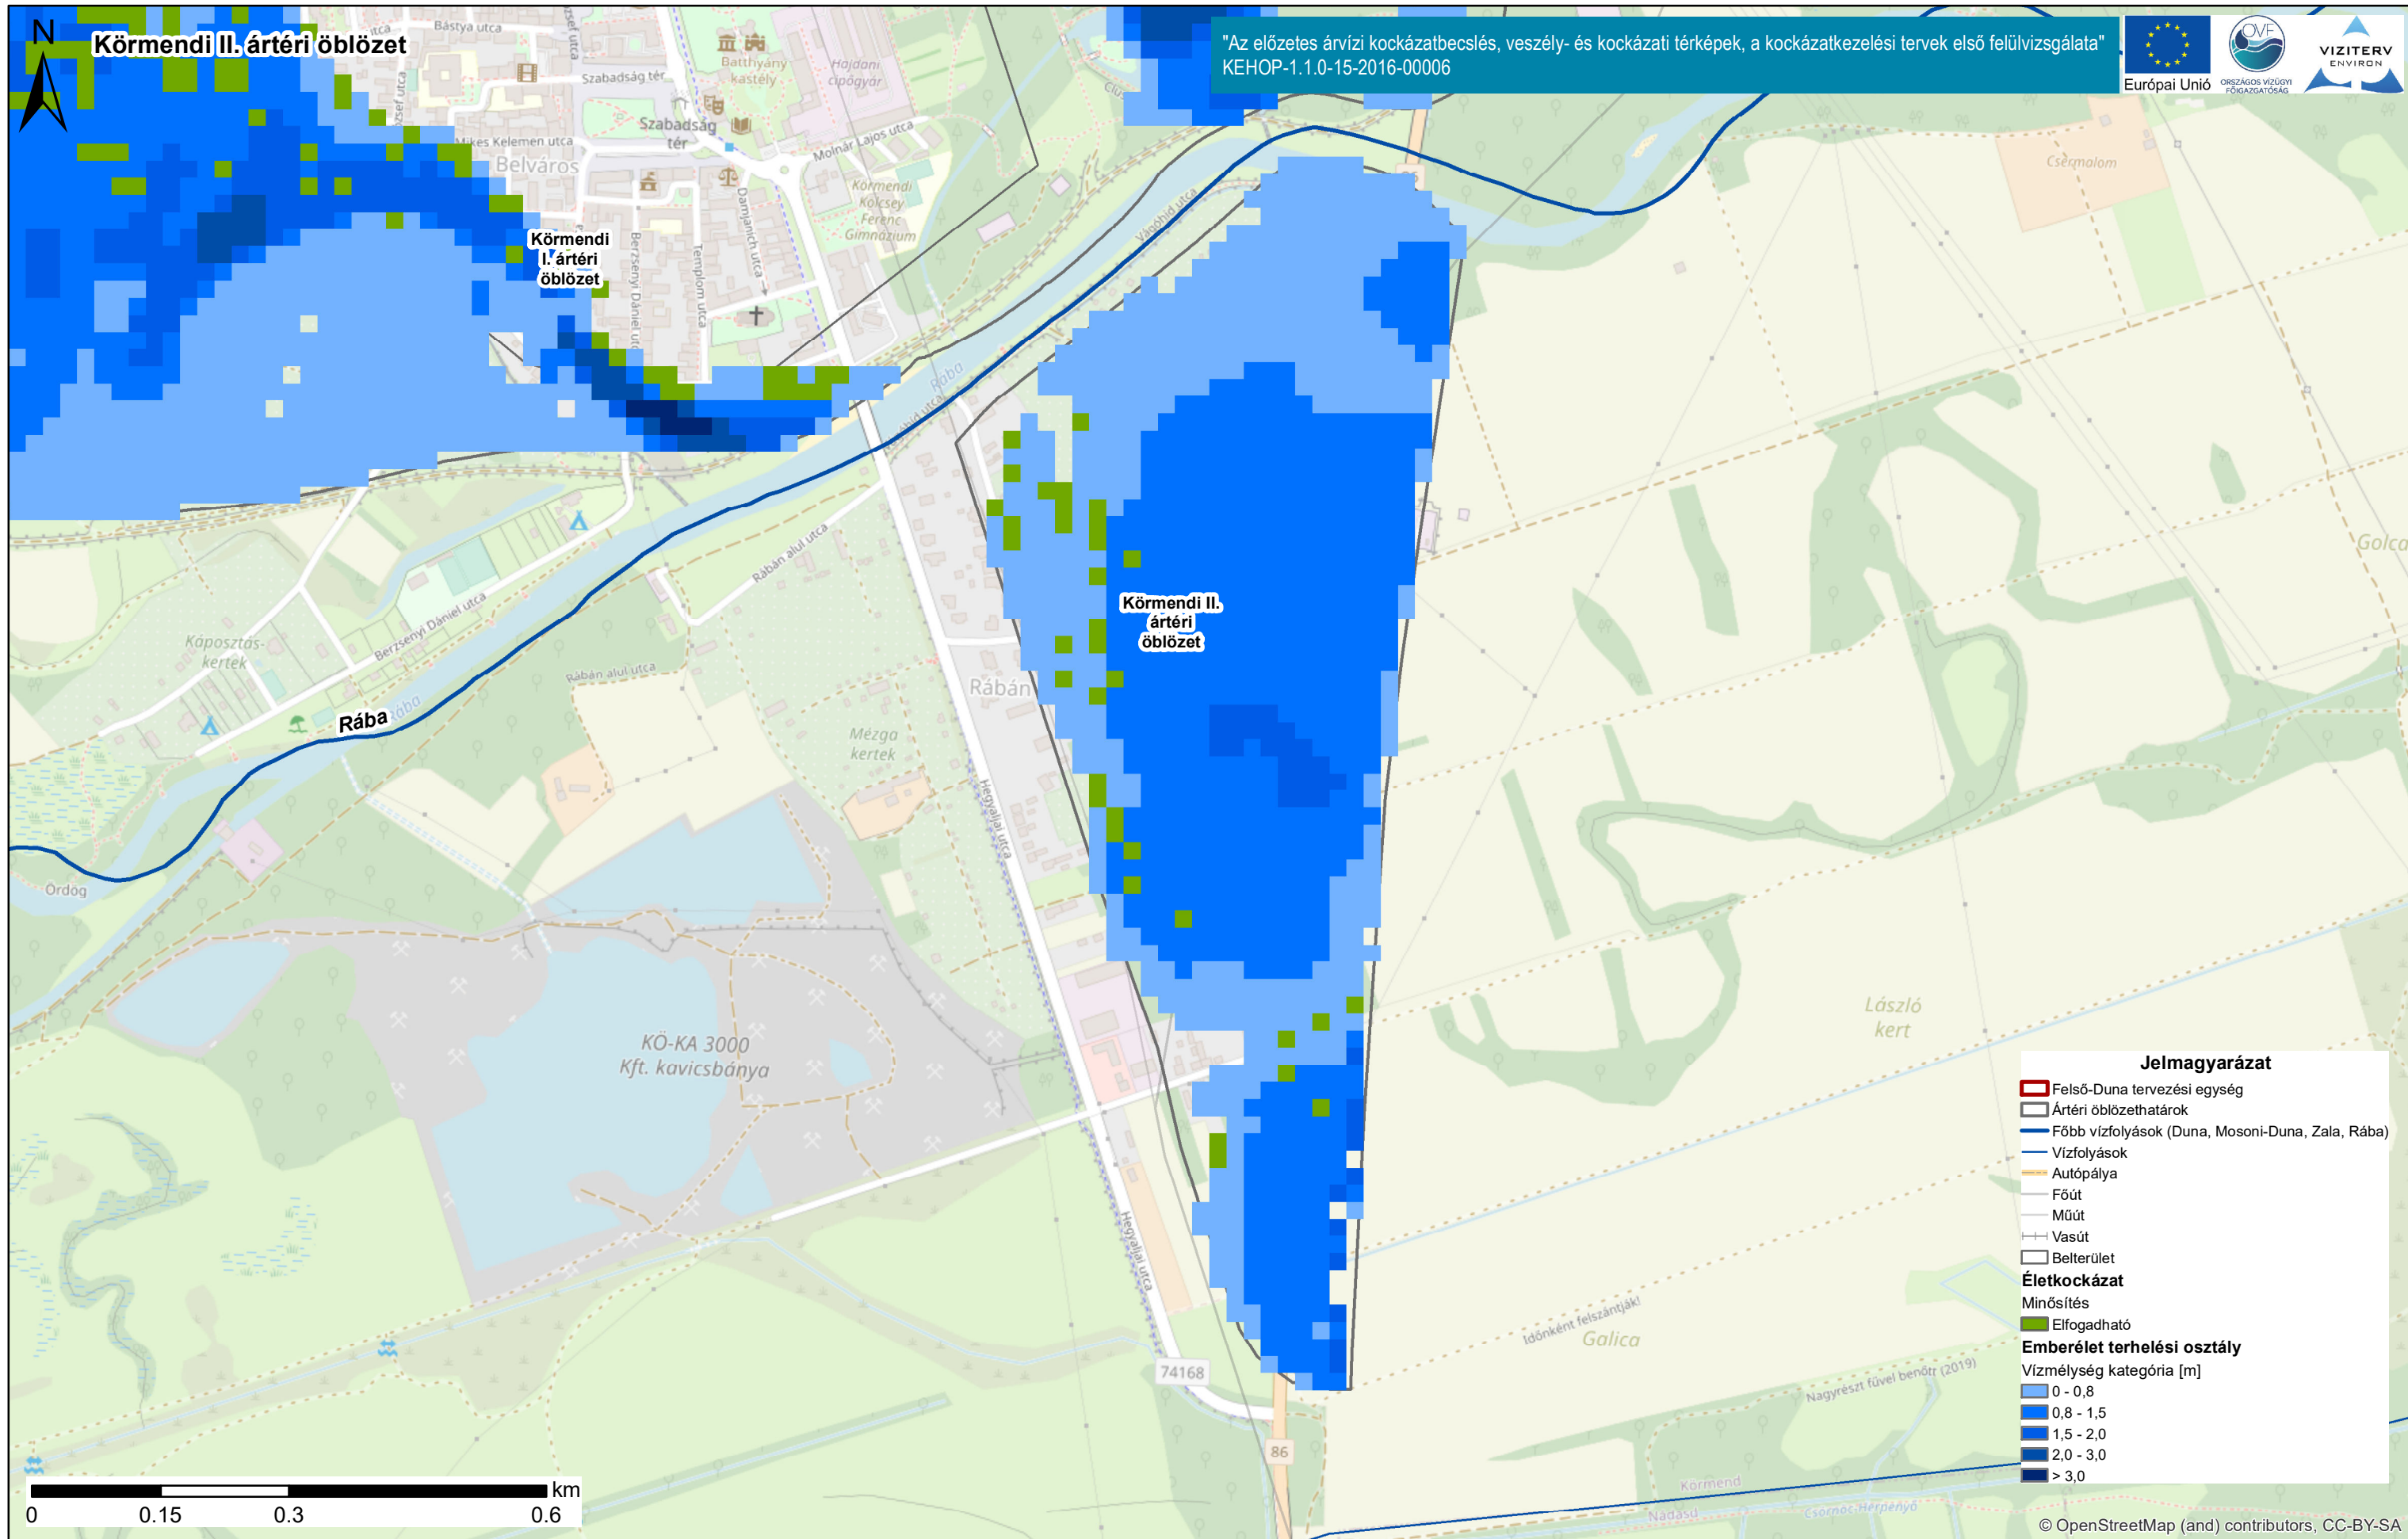 N
Körmendi II. ártéri öblözet
"Az előzetes árvízi kockázatbecslés, veszély- és kockázati térképek, a kockázatkezelési tervek első felülvizsgálata"
KEHOP-1.1.0-15-2016-00006
Európai Unió
OVF
ORSZÁGOS VÍZÜGYI
FŐIGAZGATÓSÁG
VIZITERV
ENVIRON
Bástya utca
Szabadság tér
Batthyány
kastély
Hajdani
cipőgyár
Szabadság
tér
Mikes Kelemen utca
Belváros
Molnár Lajos utca
Körmendi
Kölcsey
Ferenc
Gimnázium
Damjanich utca
Berzsenyi Dániel utc
Templom utca
Vágóhíd utca
Csermalom
Körmendi
I. ártéri
öblözet
Rába
Rábán alul utca
Golca
Körmendi II.
ártéri
öblözet
Káposztás-
kertek
Berzsenyi Dániel utca
Rábán alul utca
Rábán
Rába
Rába
Mézga
kertek
Hegyaljai utca
Ördög
KÖ-KA 3000
Kft. kavicsbánya
László
kert
Hegyaljai utca
Időnként felszántják!
Galica
74168
Nagyrészt fűvel benőtt (2019)
86
Körmend
Nádasd
Csörnöc-Herpenyő
Jelmagyarázat
Felső-Duna tervezési egység
Ártéri öblözethatárok
Főbb vízfolyások (Duna, Mosoni-Duna, Zala, Rába)
Vízfolyások
Autópálya
Főút
Műút
Vasút
Belterület
Életkockázat
Minősítés
Elfogadható
Emberélet terhelési osztály
Vízmélység kategória [m]
0 - 0,8
0,8 - 1,5
1,5 - 2,0
2,0 - 3,0
> 3,0
km
0 0.15 0.3 0.6
© OpenStreetMap (and) contributors, CC-BY-SA